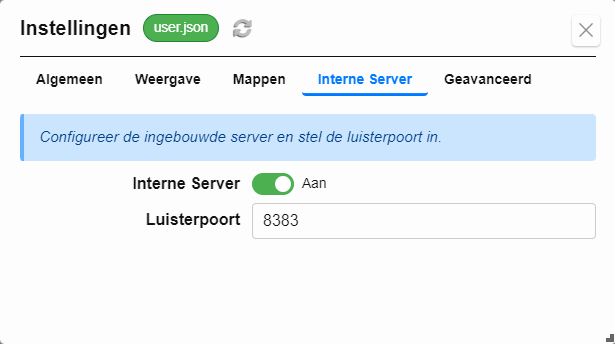 Instellingen user.json
Algemeen Weergave Mappen Interne Server Geavanceerd
Configureer de ingebouwde server en stel de luisterpoort in.
Interne Server Aan
Luisterpoort 8383